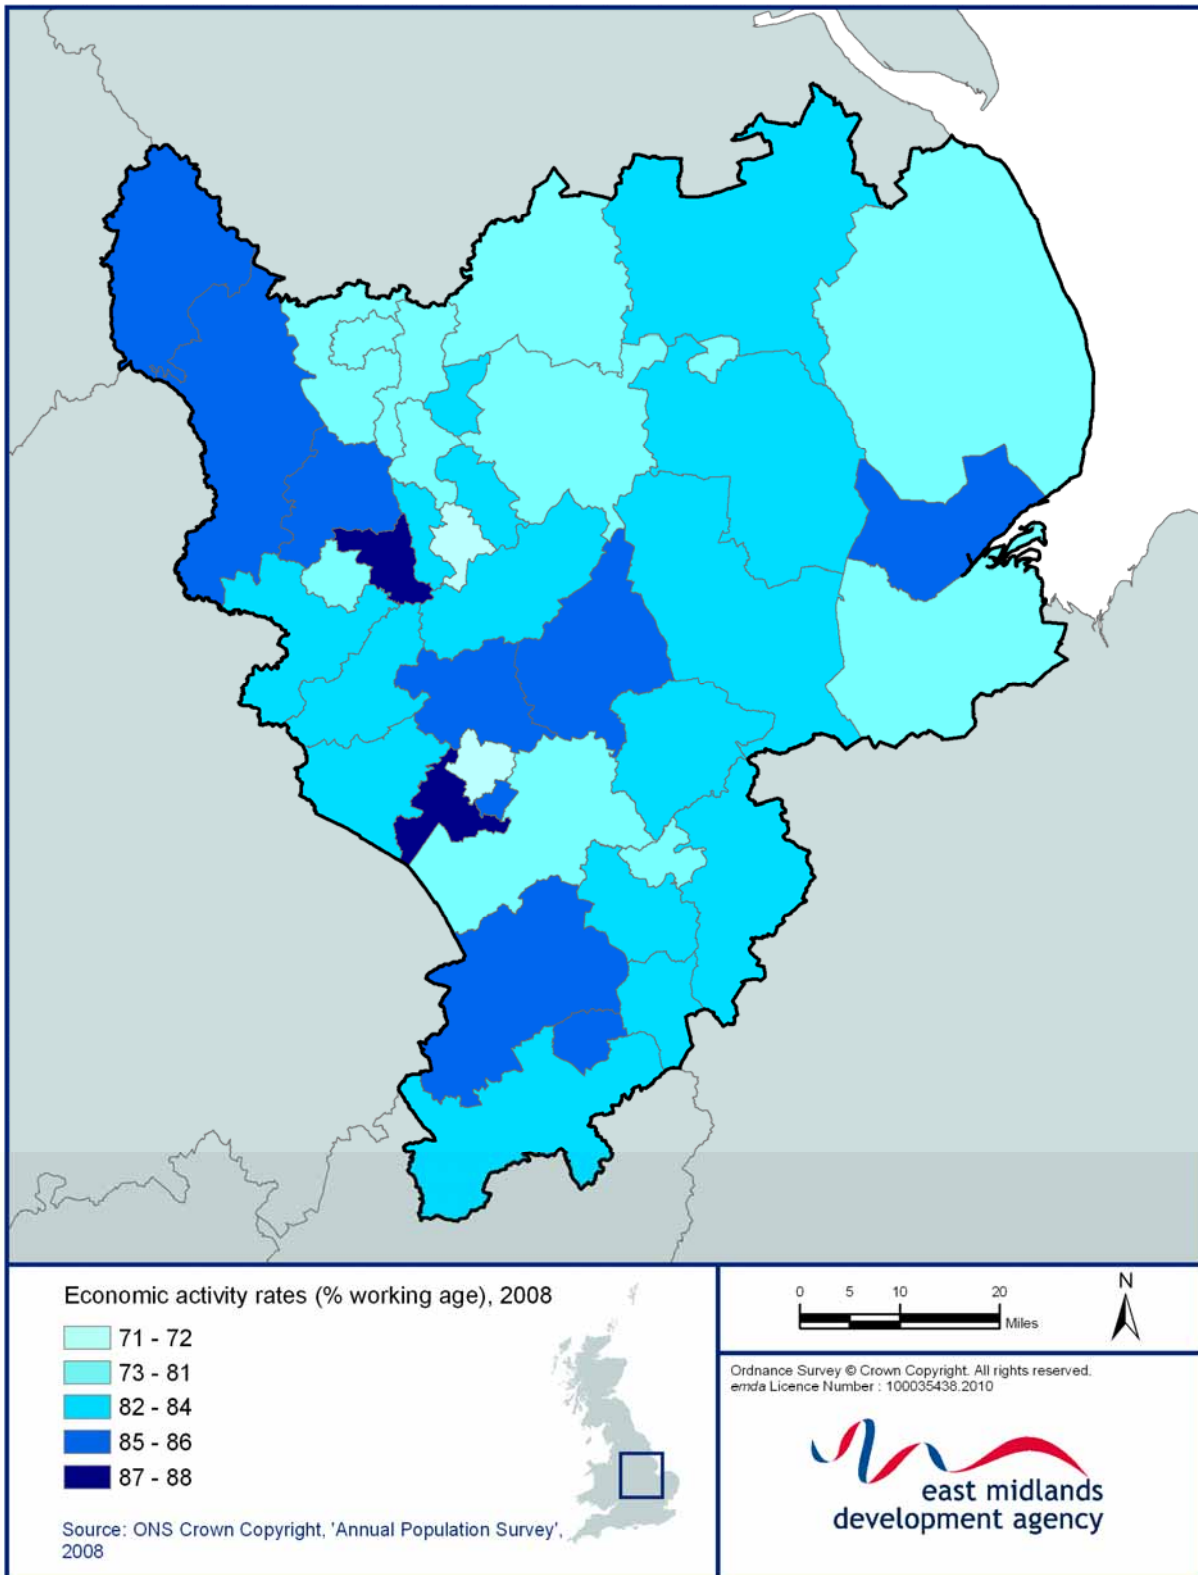 Economic activity rates (% working age), 2008
71 - 72
73 - 81
82 - 84
85 - 86
87 - 88
Source: ONS Crown Copyright, 'Annual Population Survey',
2008
0 5 10 20
Miles
N
Ordnance Survey © Crown Copyright. All rights reserved.
emda Licence Number : 100035438.2010
east midlands
development agency